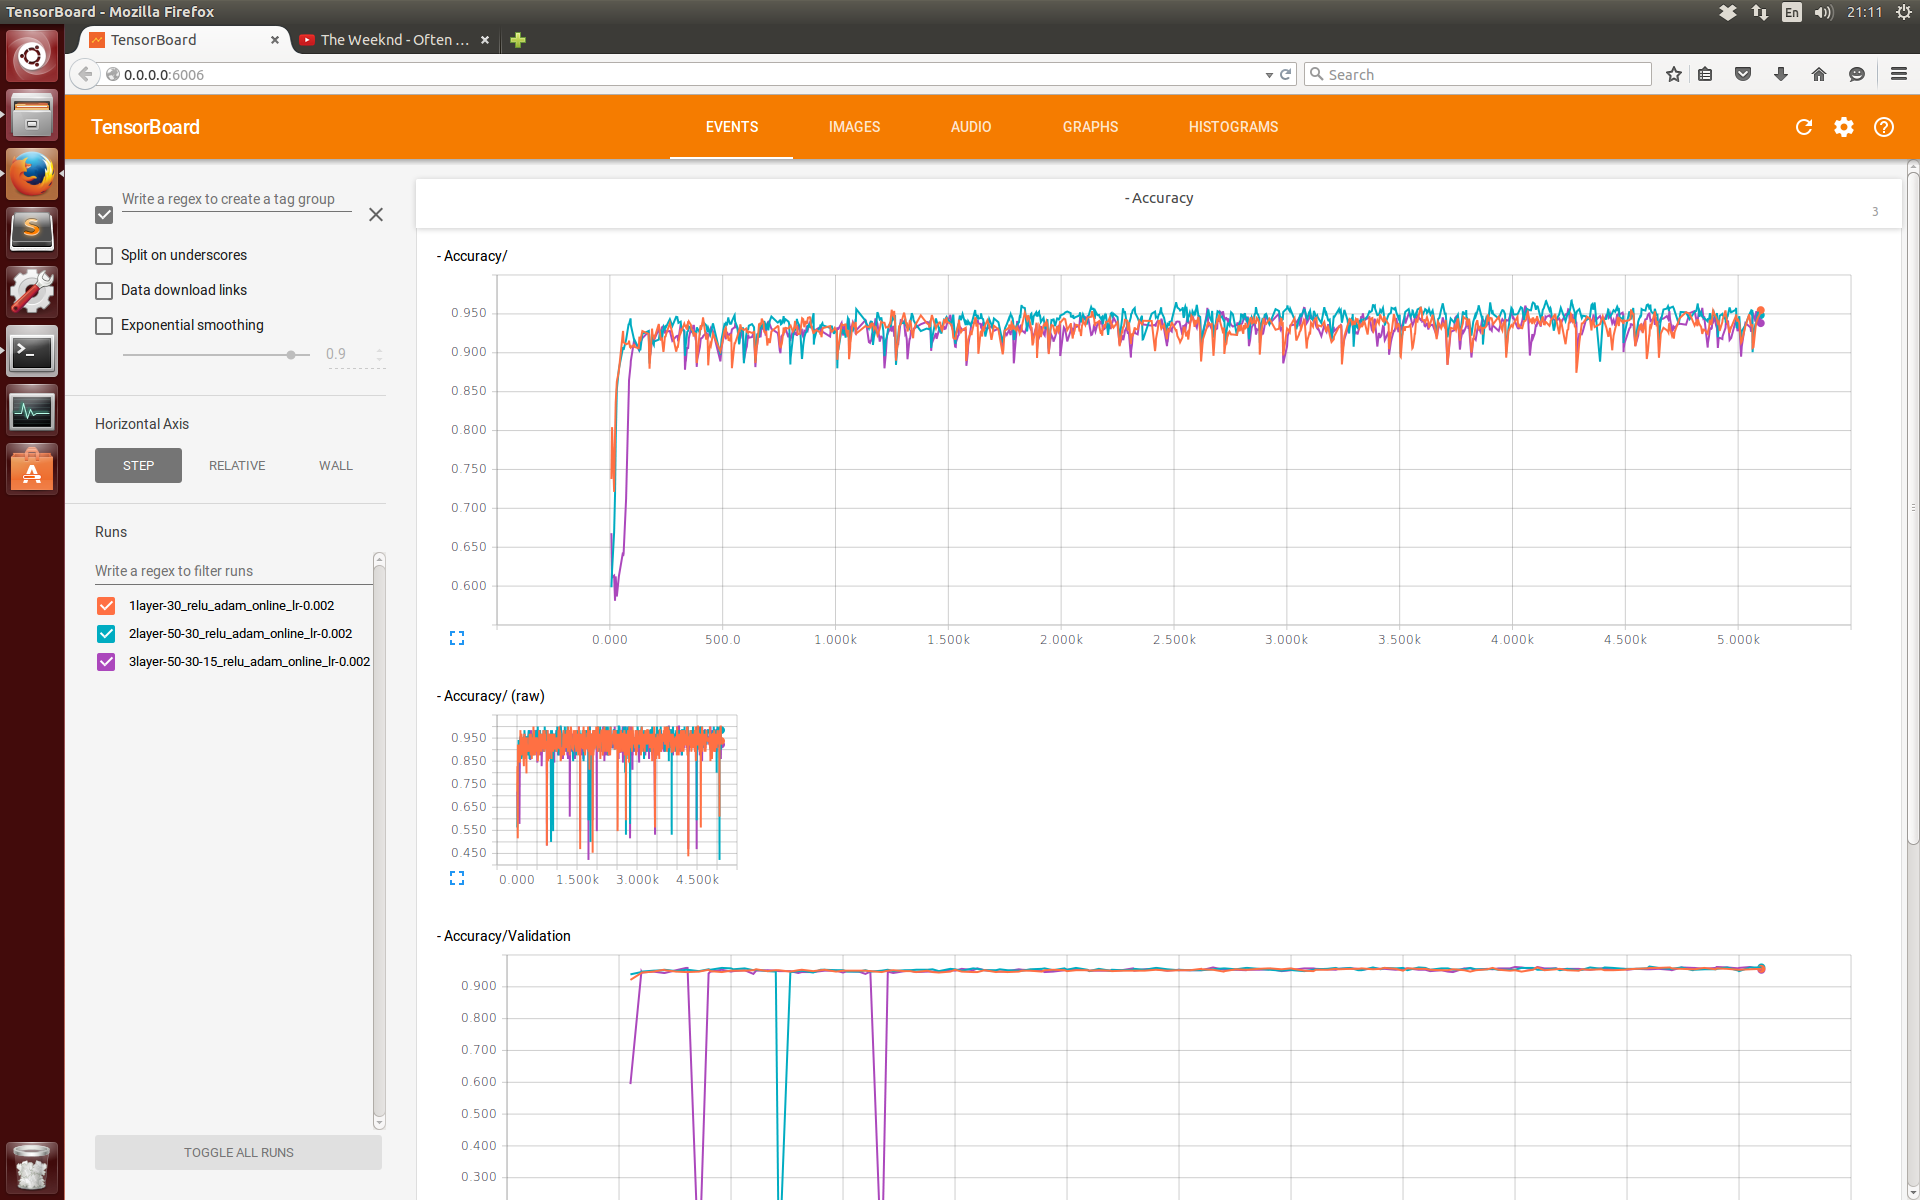 TensorBoard - Mozilla Firefox
En
21:11
TensorBoard
The Weeknd - Often ...
0.0.0.0:6006
Search
TensorBoard
EVENTS
IMAGES
AUDIO
GRAPHS
HISTOGRAMS
Write a regex to create a tag group
Split on underscores
Data download links
Exponential smoothing
0.9
Horizontal Axis
STEP
RELATIVE
WALL
Runs
Write a regex to filter runs
1layer-30_relu_adam_online_lr-0.002
2layer-50-30_relu_adam_online_lr-0.002
3layer-50-30-15_relu_adam_online_lr-0.002
TOGGLE ALL RUNS
- Accuracy
3
- Accuracy/
0.950
0.900
0.850
0.800
0.750
0.700
0.650
0.600
0.000 500.0 1.000k 1.500k 2.000k 2.500k 3.000k 3.500k 4.000k 4.500k 5.000k
- Accuracy/ (raw)
0.950
0.850
0.750
0.650
0.550
0.450
0.000 1.500k 3.000k 4.500k
- Accuracy/Validation
0.900
0.800
0.700
0.600
0.500
0.400
0.300